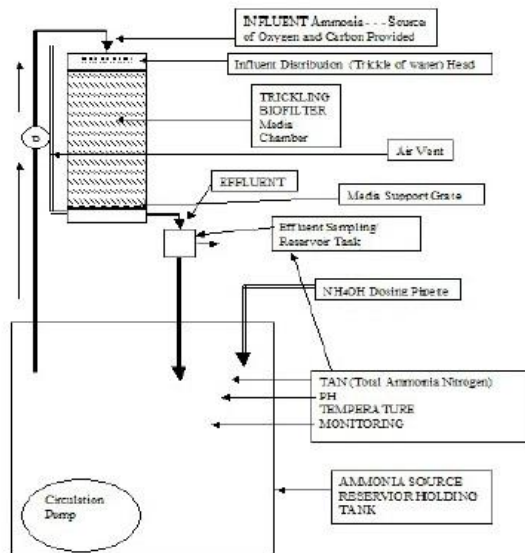 INFLUENT Ammonia - - - Source
of Oxygen and Carbon Provided
Influent Distribution (Trickle of water) Head
TRICKLING
BIOFILTER
Media
Chamber
Air Vent
EFFLUENT
Media Support Grate
Effluent Sampling
Reservoir Tank
NH4OH Dosing Pipette
TAN (Total Ammonia Nitrogen)
PH
TEMPERATURE
MONITORING
AMMONIA SOURCE
RESERVIOR HOLDING
TANK
Circulation
Pump